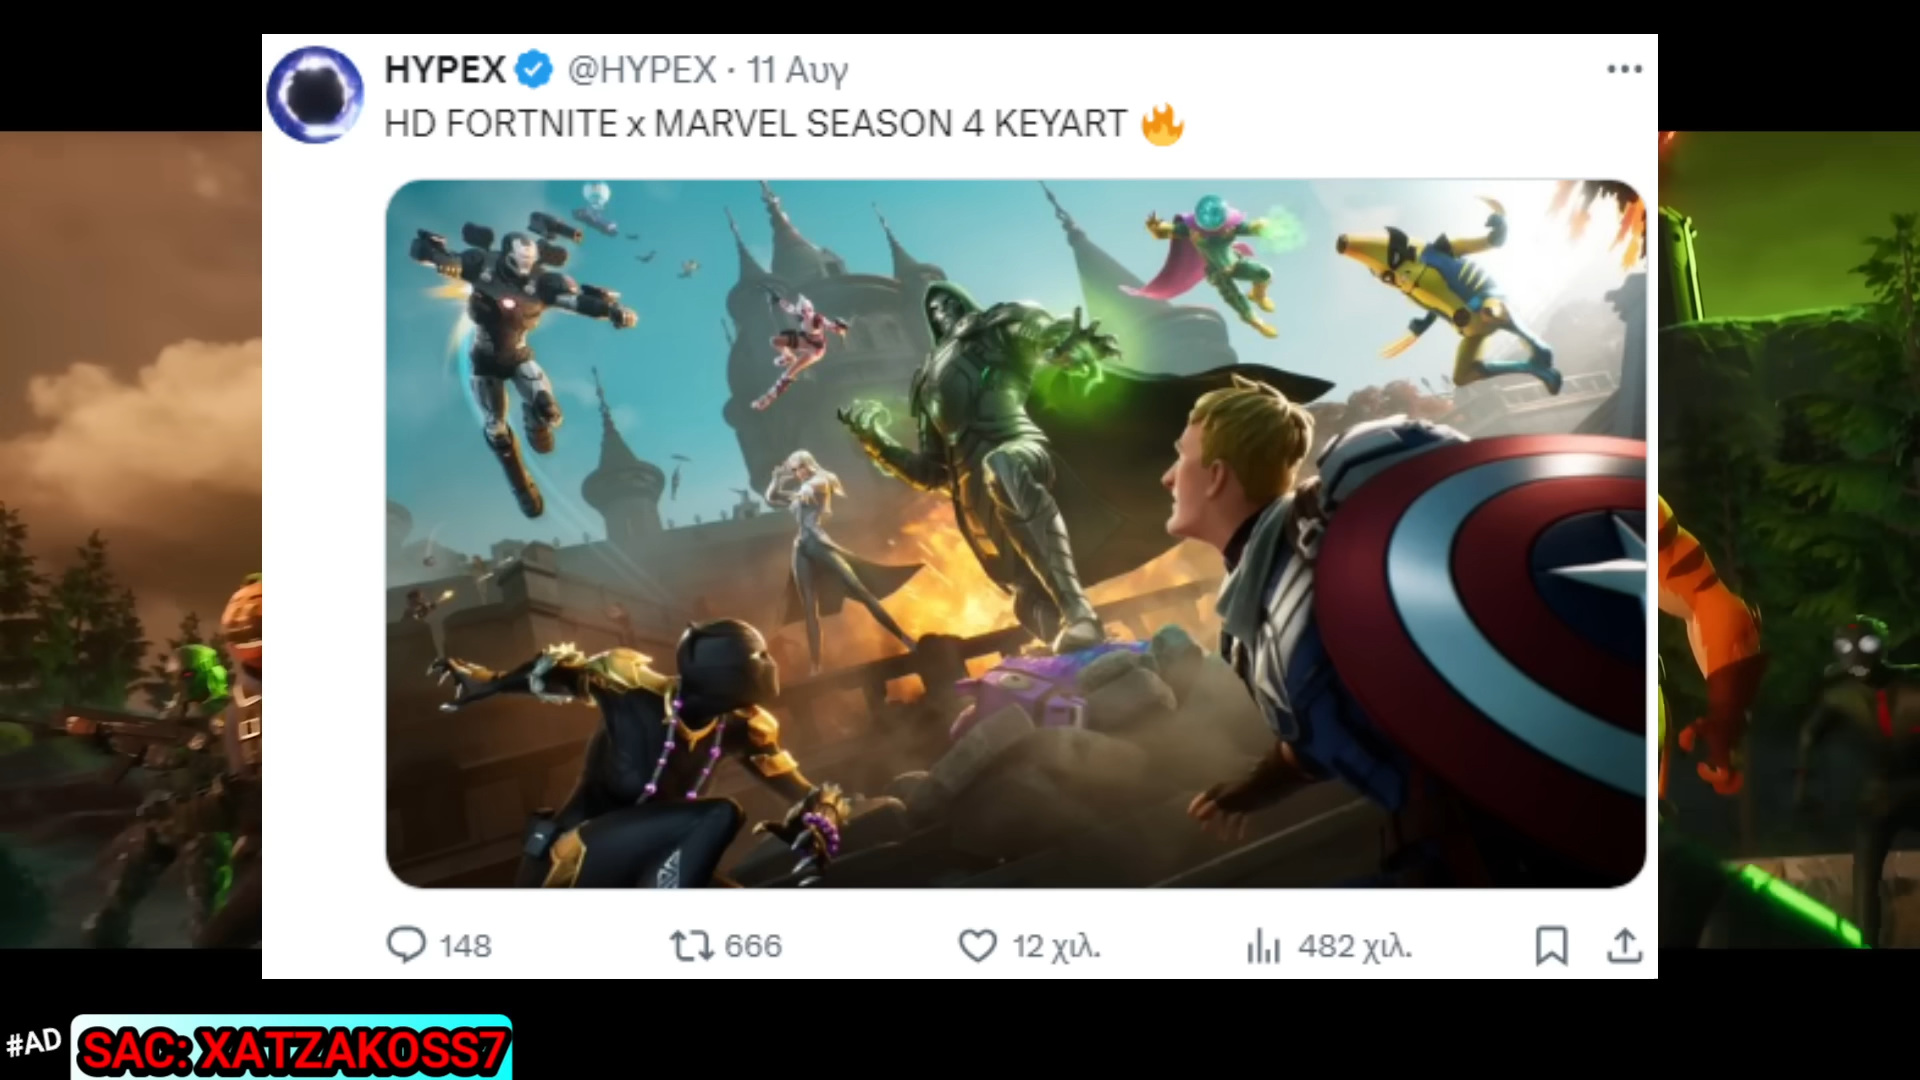 HYPEX @HYPEX · 11 Αυγ
HD FORTNITE x MARVEL SEASON 4 KEYART 🔥
148 666 12 χιλ. 482 χιλ.
#AD SAC: XATZAKOSS7